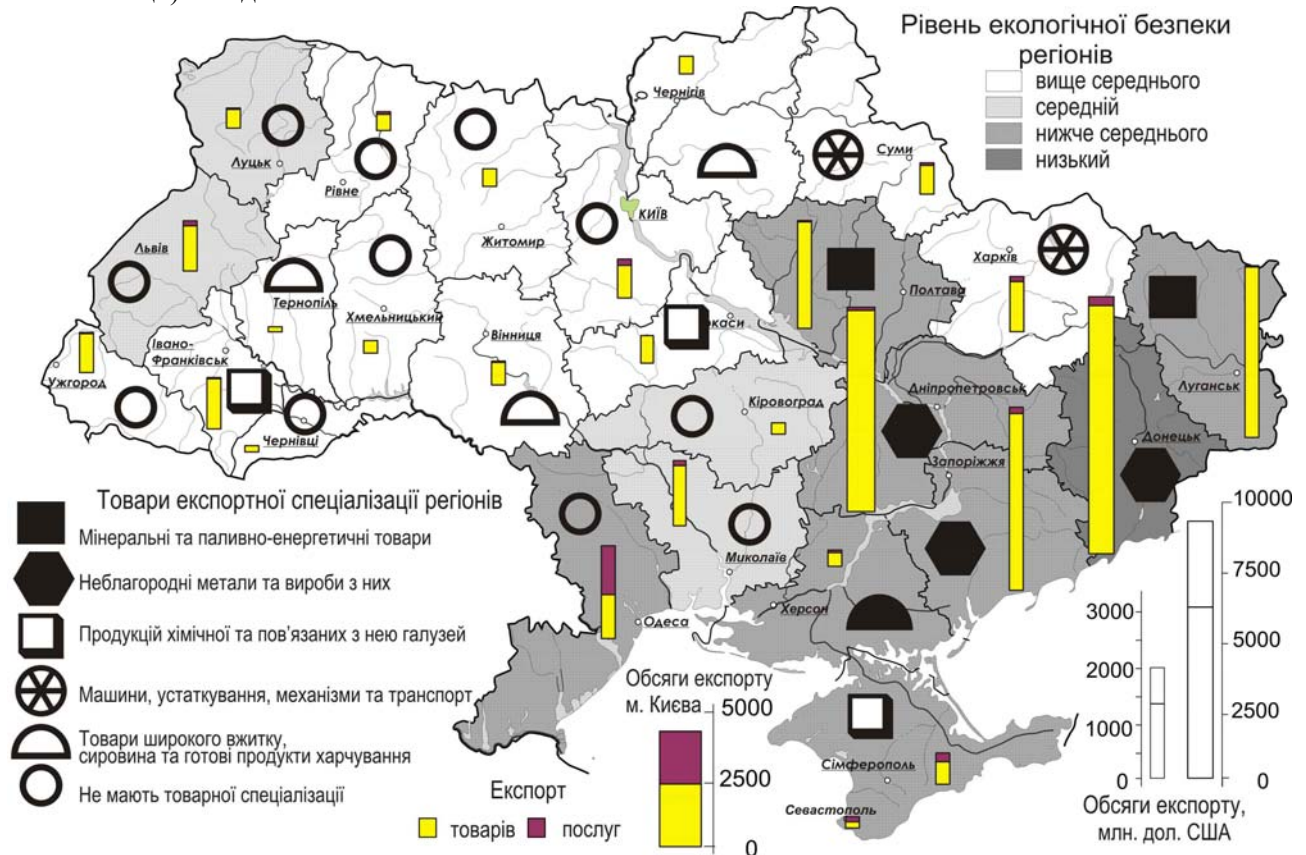 Рівень екологічної безпеки
регіонів
вище середнього
середній
нижче середнього
низький
Чернігів
Суми
Луцьк
Рівне
КИЇВ
Житомир
Львів
Харків
Полтава
Тернопіль
Хмельницький
Івано-
Франківськ
Вінниця
Ужгород
Чернівці
Луганськ
Дніпропетровськ
Кіровоград
Донецьк
Запоріжжя
Миколаїв
Херсон
Одеса
Сімферополь
Севастополь
Товари експортної спеціалізації регіонів
Мінеральні та паливно-енергетичні товари
Неблагородні метали та вироби з них
Продукцій хімічної та пов'язаних з нею галузей
Машини, устаткування, механізми та транспорт
Товари широкого вжитку,
сировина та готові продукти харчування
Не мають товарної спеціалізації
Експорт
товарів
послуг
Обсяги експорту
м. Києва
5000
2500
0
3000
2000
1000
0
10000
7500
5000
2500
0
Обсяги експорту,
млн. дол. США